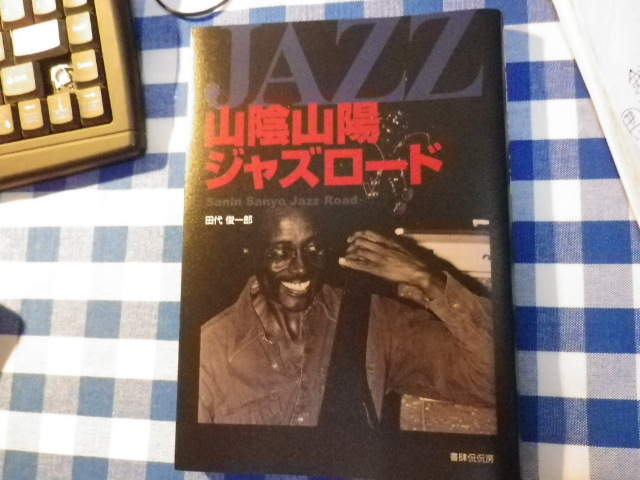 JAZZ
山陰山陽
ジャズロード
Sanin Sanyo Jazz Road
田代 俊一郎
書肆侃侃房